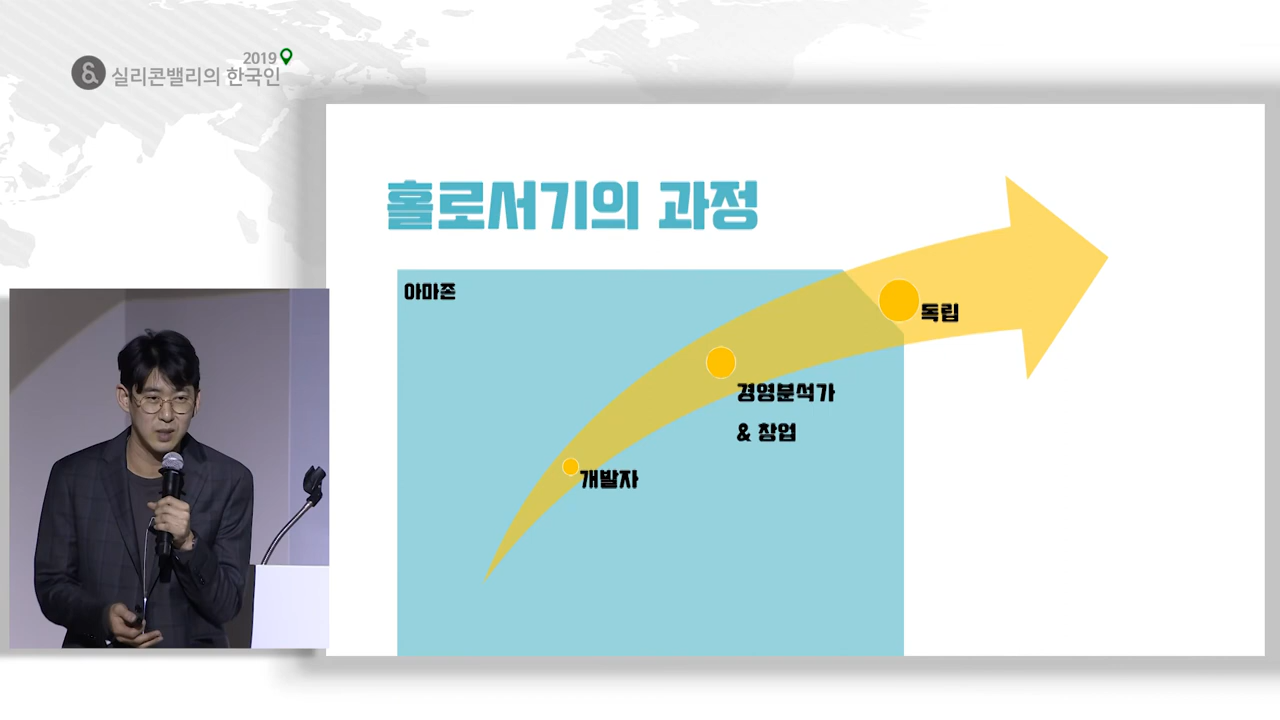 2019
& 실리콘밸리의 한국인
홀로서기의 과정
아마존
독립
경영분석가
& 창업
개발자